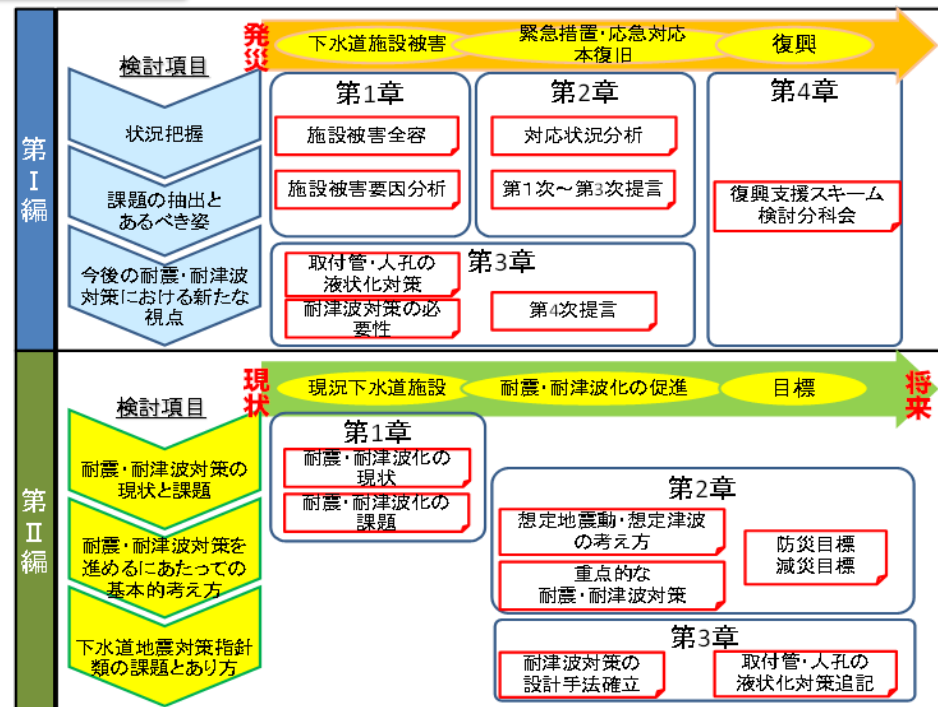 第Ⅰ編
検討項目
状況把握
課題の抽出と
あるべき姿
今後の耐震・耐津波
対策における新たな
視点
発災
下水道施設被害
緊急措置・応急対応
本復旧
復興
第1章
施設被害全容
施設被害要因分析
第2章
対応状況分析
第1次～第3次提言
第4章
復興支援スキーム
検討分科会
第3章
取付管・人孔の
液状化対策
耐津波対策の必
要性
第4次提言
第Ⅱ編
検討項目
耐震・耐津波対策の
現状と課題
耐震・耐津波対策を
進めるにあたっての
基本的考え方
下水道地震対策指針
類の課題とあり方
現状
現況下水道施設
耐震・耐津波化の促進
目標
将来
第1章
耐震・耐津波化の
現状
耐震・耐津波化の
課題
第2章
想定地震動・想定津波
の考え方
重点的な
耐震・耐津波対策
防災目標
減災目標
第3章
耐津波対策の
設計手法確立
取付管・人孔の
液状化対策追記